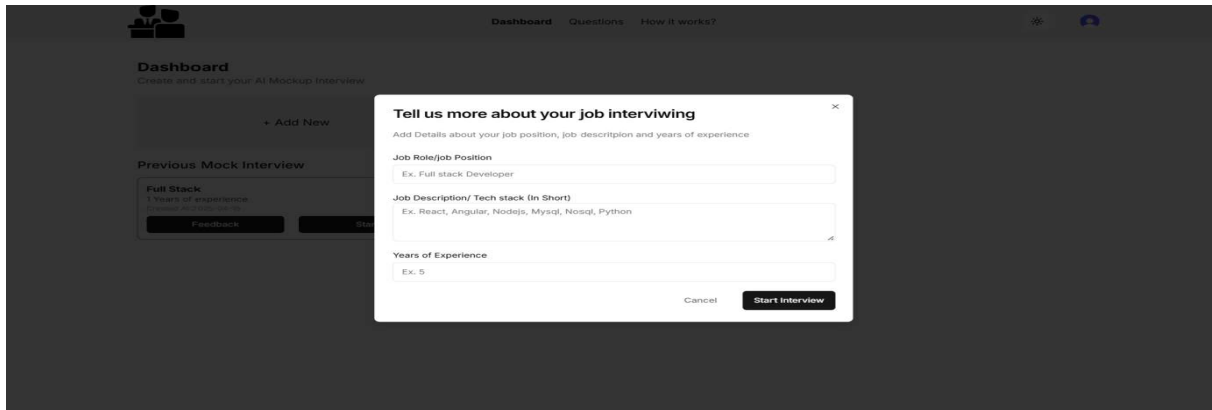 Dashboard Questions How it works?
Dashboard
Create and start your AI Mockup Interview
+ Add New
Previous Mock Interview
Full Stack
1 Years of experience
Feedback
Tell us more about your job interviwing
Add Details about your job position, job descritpion and years of experience
Job Role/job Position
Ex. Full stack Developer
Job Description/ Tech stack (In Short)
Ex. React, Angular, Nodejs, Mysql, Nosql, Python
Years of Experience
Ex. 5
Cancel Start Interview